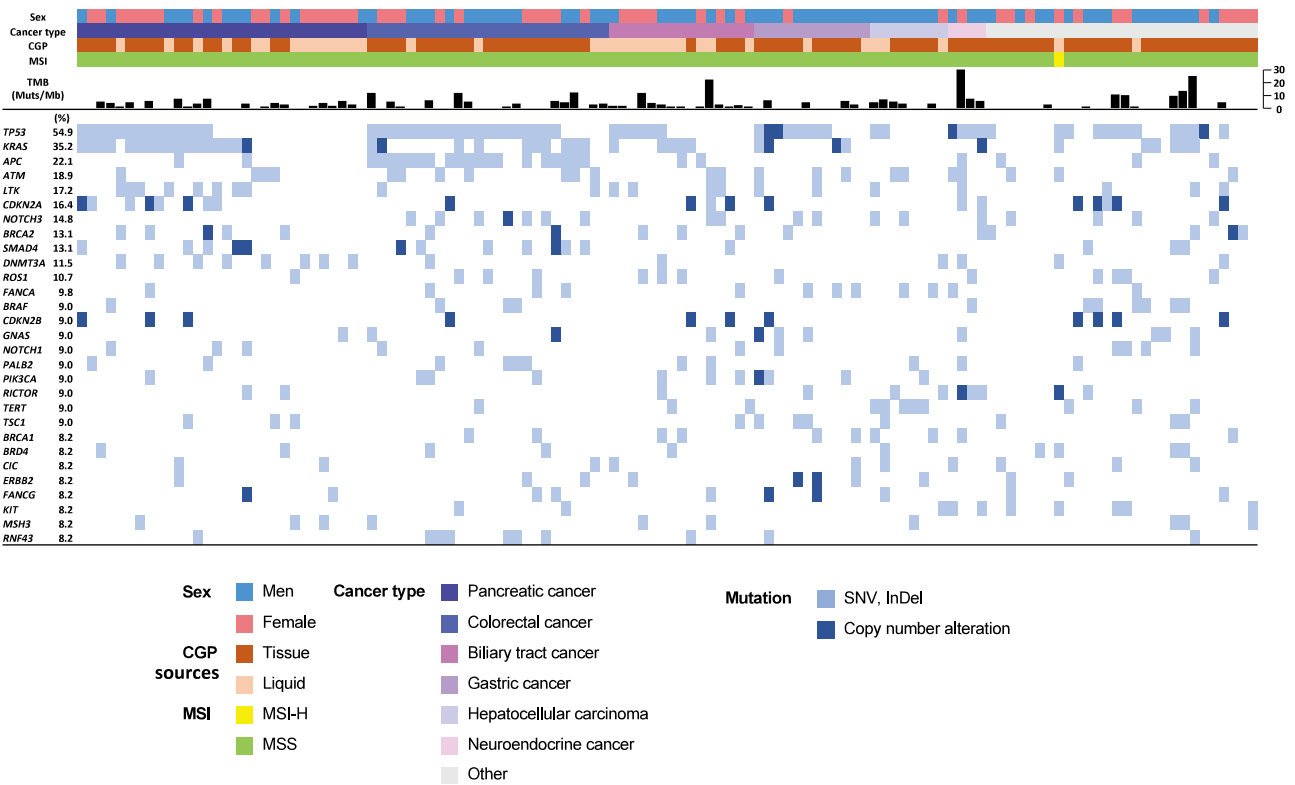 Sex
Cancer type
CGP
MSI
TMB
(Muts/Mb)
30
20
10
0
(%)
TP53 54.9
KRAS 35.2
APC 22.1
ATM 18.9
LTK 17.2
CDKN2A 16.4
NOTCH3 14.8
BRCA2 13.1
SMAD4 13.1
DNMT3A 11.5
ROS1 10.7
FANCA 9.8
BRAF 9.0
CDKN2B 9.0
GNAS 9.0
NOTCH1 9.0
PALB2 9.0
PIK3CA 9.0
RICTOR 9.0
TERT 9.0
TSC1 9.0
BRCA1 8.2
BRD4 8.2
CIC 8.2
ERBB2 8.2
FANCG 8.2
KIT 8.2
MSH3 8.2
RNF43 8.2
Sex
Men
Female
CGP
sources
Tissue
Liquid
MSI
MSI-H
MSS
Cancer type
Pancreatic cancer
Colorectal cancer
Biliary tract cancer
Gastric cancer
Hepatocellular carcinoma
Neuroendocrine cancer
Other
Mutation
SNV, InDel
Copy number alteration